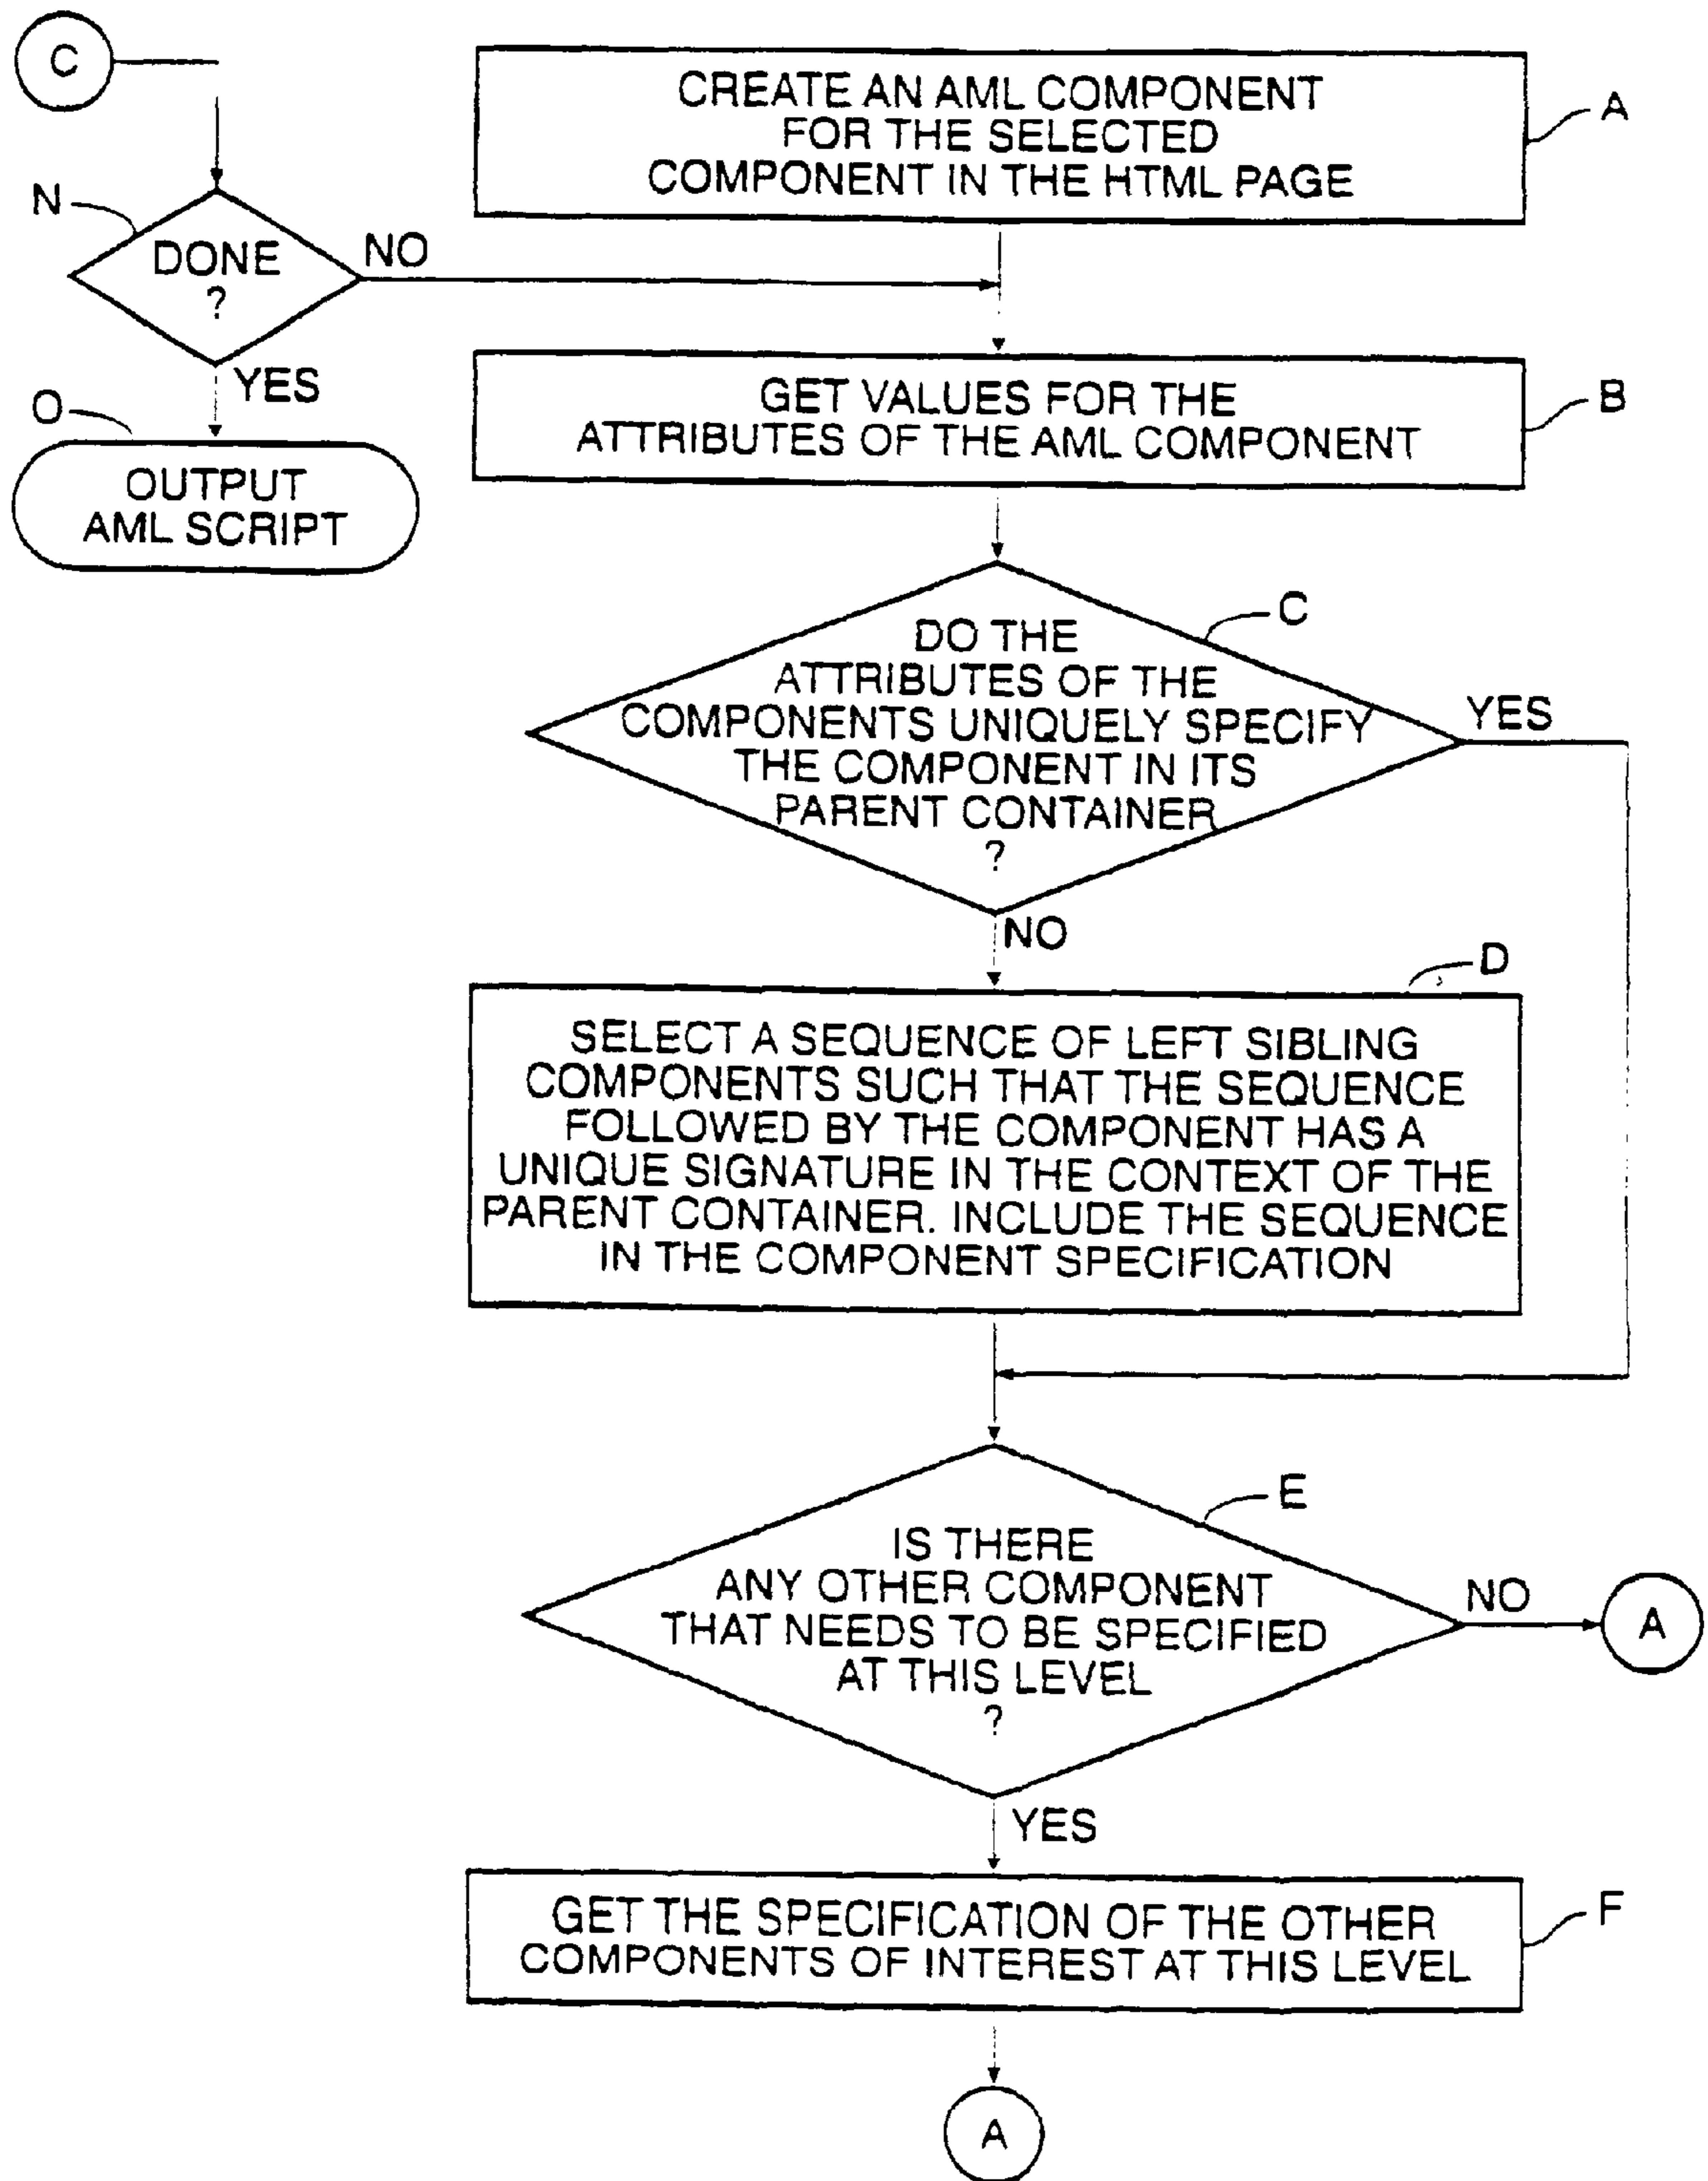 C
CREATE AN AML COMPONENT
FOR THE SELECTED
COMPONENT IN THE HTML PAGE
A
N
DONE
?
NO
YES
O
OUTPUT
AML SCRIPT
GET VALUES FOR THE
ATTRIBUTES OF THE AML COMPONENT
B
C
DO THE
ATTRIBUTES OF THE
COMPONENTS UNIQUELY SPECIFY
THE COMPONENT IN ITS
PARENT CONTAINER
?
YES
NO
D
SELECT A SEQUENCE OF LEFT SIBLING
COMPONENTS SUCH THAT THE SEQUENCE
FOLLOWED BY THE COMPONENT HAS A
UNIQUE SIGNATURE IN THE CONTEXT OF THE
PARENT CONTAINER. INCLUDE THE SEQUENCE
IN THE COMPONENT SPECIFICATION
E
IS THERE
ANY OTHER COMPONENT
THAT NEEDS TO BE SPECIFIED
AT THIS LEVEL
?
NO
A
YES
GET THE SPECIFICATION OF THE OTHER
COMPONENTS OF INTEREST AT THIS LEVEL
F
A